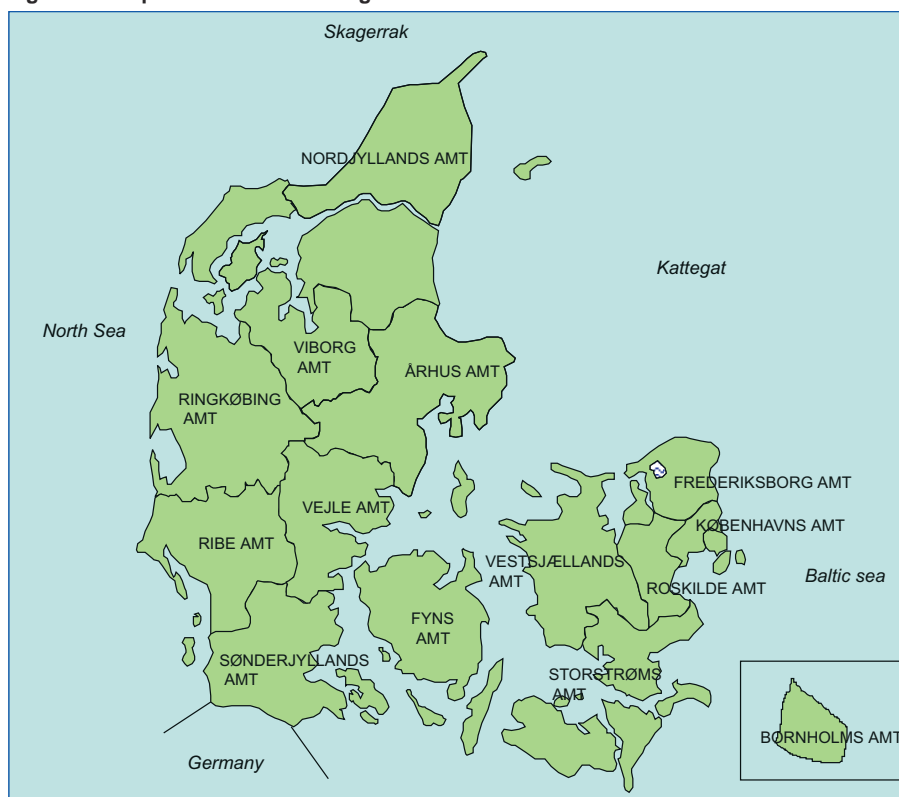 Skagerrak
NORDJYLLANDS AMT
Kattegat
North Sea
VIBORG
AMT
ÅRHUS AMT
RINGKØBING
AMT
FREDERIKSBORG AMT
VEJLE AMT
KØBENHAVNS AMT
RIBE AMT
VESTSJÆLLANDS
AMT
Baltic sea
ROSKILDE AMT
FYNS
AMT
SØNDERJYLLANDS
AMT
STORSTRØMS
AMT
BORNHOLMS AMT
Germany